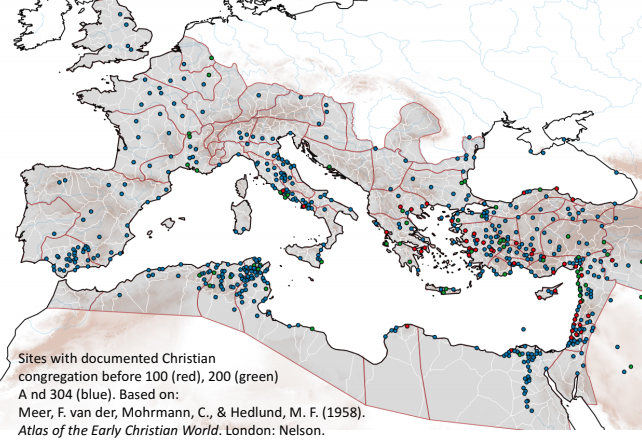 Sites with documented Christian
congregation before 100 (red), 200 (green)
A nd 304 (blue). Based on:
Meer, F. van der, Mohrmann, C., & Hedlund, M. F. (1958).
Atlas of the Early Christian World. London: Nelson.